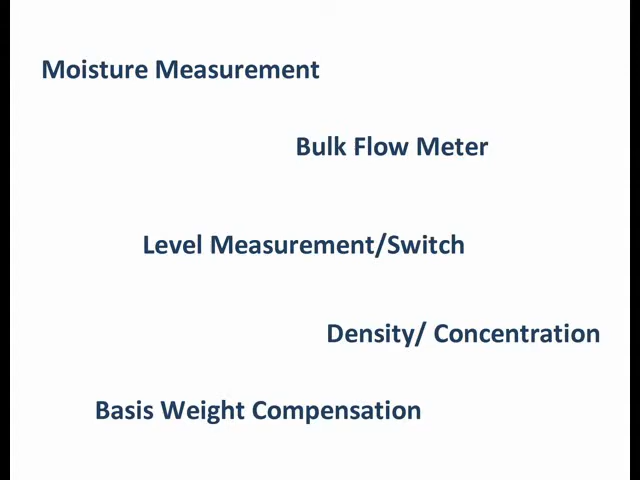 Moisture Measurement
Bulk Flow Meter
Level Measurement/Switch
Density/ Concentration
Basis Weight Compensation